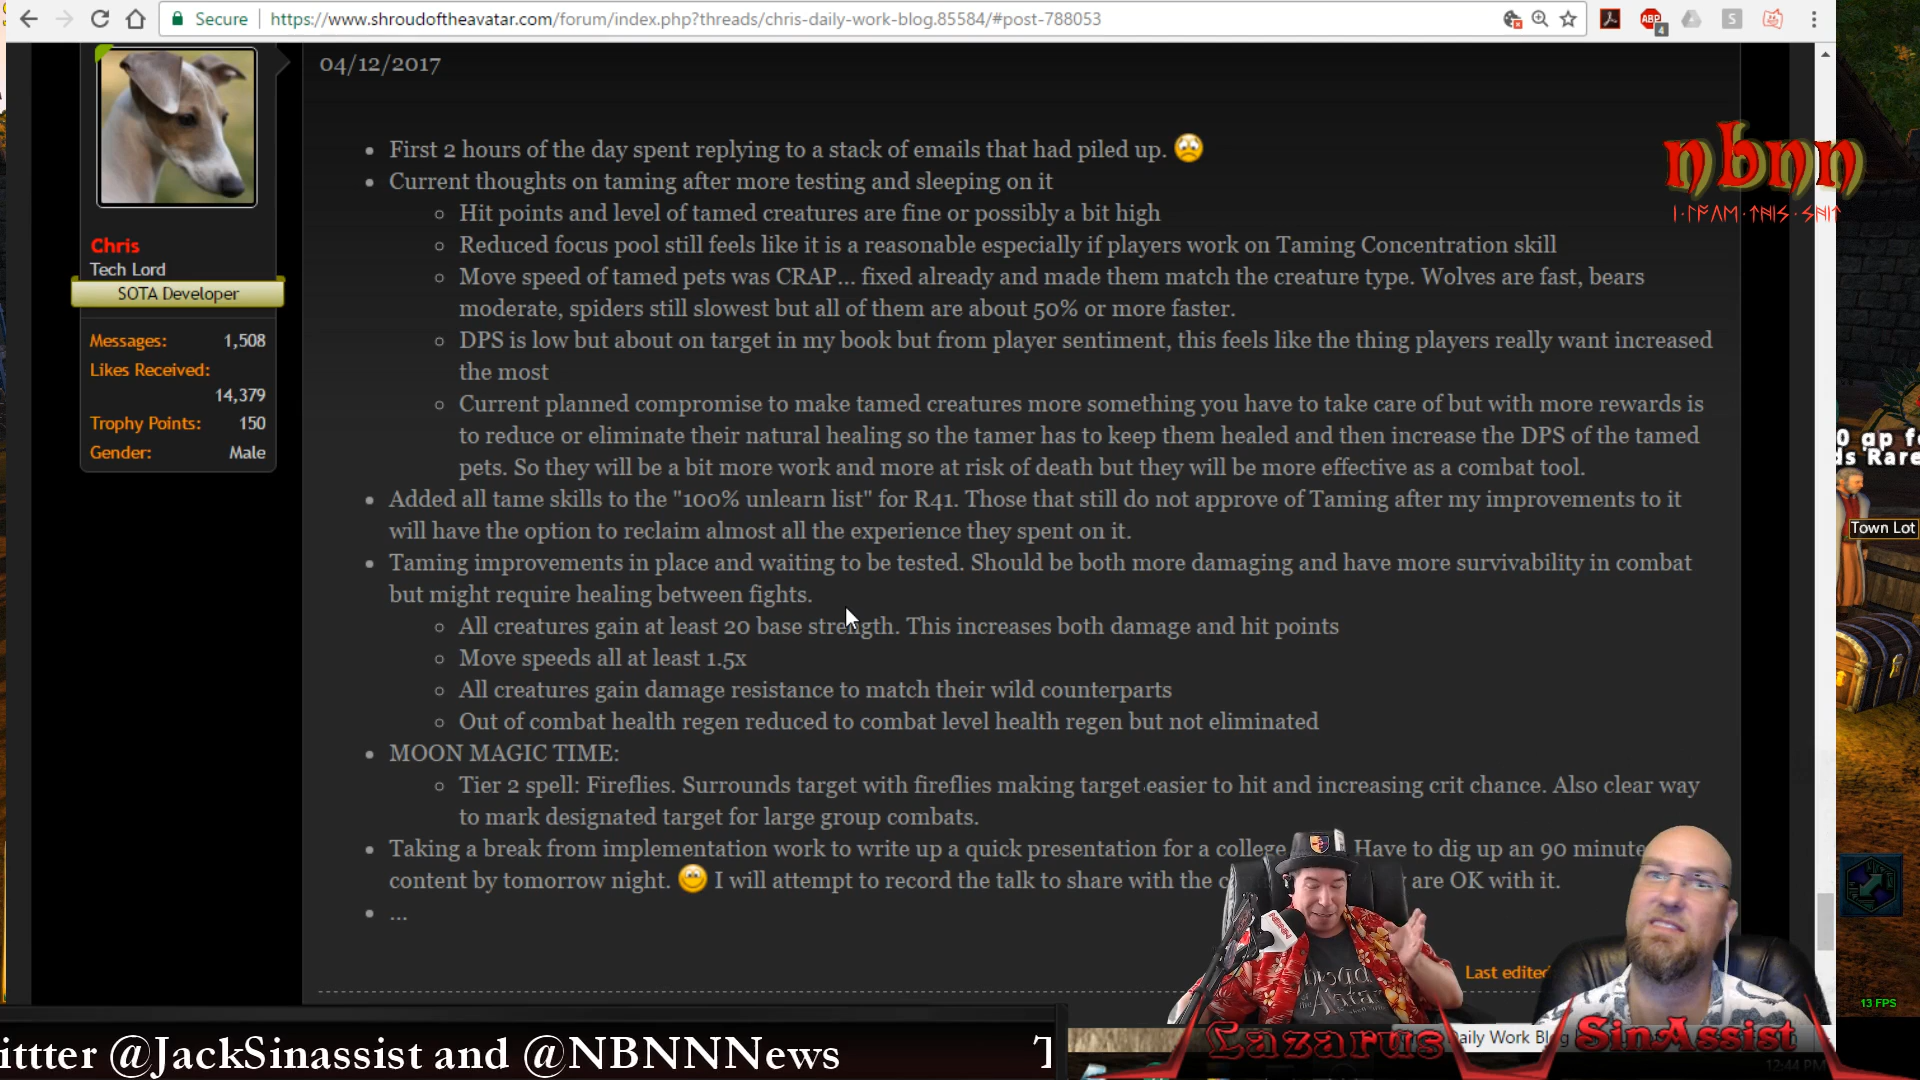 Secure https://www.shroudoftheavatar.com/forum/index.php?threads/chris-daily-work-blog.85584/#post-788053
ABP
4
S
04/12/2017
First 2 hours of the day spent replying to a stack of emails that had piled up.
Current thoughts on taming after more testing and sleeping on it
Hit points and level of tamed creatures are fine or possibly a bit high
Reduced focus pool still feels like it is a reasonable especially if players work on Taming Concentration skill
Move speed of tamed pets was CRAP... fixed already and made them match the creature type. Wolves are fast, bears
moderate, spiders still slowest but all of them are about 50% or more faster.
DPS is low but about on target in my book but from player sentiment, this feels like the thing players really want increased
the most
Current planned compromise to make tamed creatures more something you have to take care of but with more rewards is
to reduce or eliminate their natural healing so the tamer has to keep them healed and then increase the DPS of the tamed
pets. So they will be a bit more work and more at risk of death but they will be more effective as a combat tool.
Added all tame skills to the "100% unlearn list" for R41. Those that still do not approve of Taming after my improvements to it
will have the option to reclaim almost all the experience they spent on it.
Taming improvements in place and waiting to be tested. Should be both more damaging and have more survivability in combat
but might require healing between fights.
All creatures gain at least 20 base strength. This increases both damage and hit points
Move speeds all at least 1.5x
All creatures gain damage resistance to match their wild counterparts
Out of combat health regen reduced to combat level health regen but not eliminated
MOON MAGIC TIME:
Tier 2 spell: Fireflies. Surrounds target with fireflies making target easier to hit and increasing crit chance. Also clear way
to mark designated target for large group combats.
Taking a break from implementation work to write up a quick presentation for a college Have to dig up an 90 minute
content by tomorrow night. I will attempt to record the talk to share with the are OK with it.
...
Last edited
Chris
Tech Lord
SOTA Developer
Messages: 1,508
Likes Received:
14,379
Trophy Points: 150
Gender: Male
nbnn
0 ap
ds Rare
Town Lot
13 FPS
NBNN
Lazarus
SinAssist
Daily Work
12:44 PM
ittter @JackSinassist and @NBNNNews